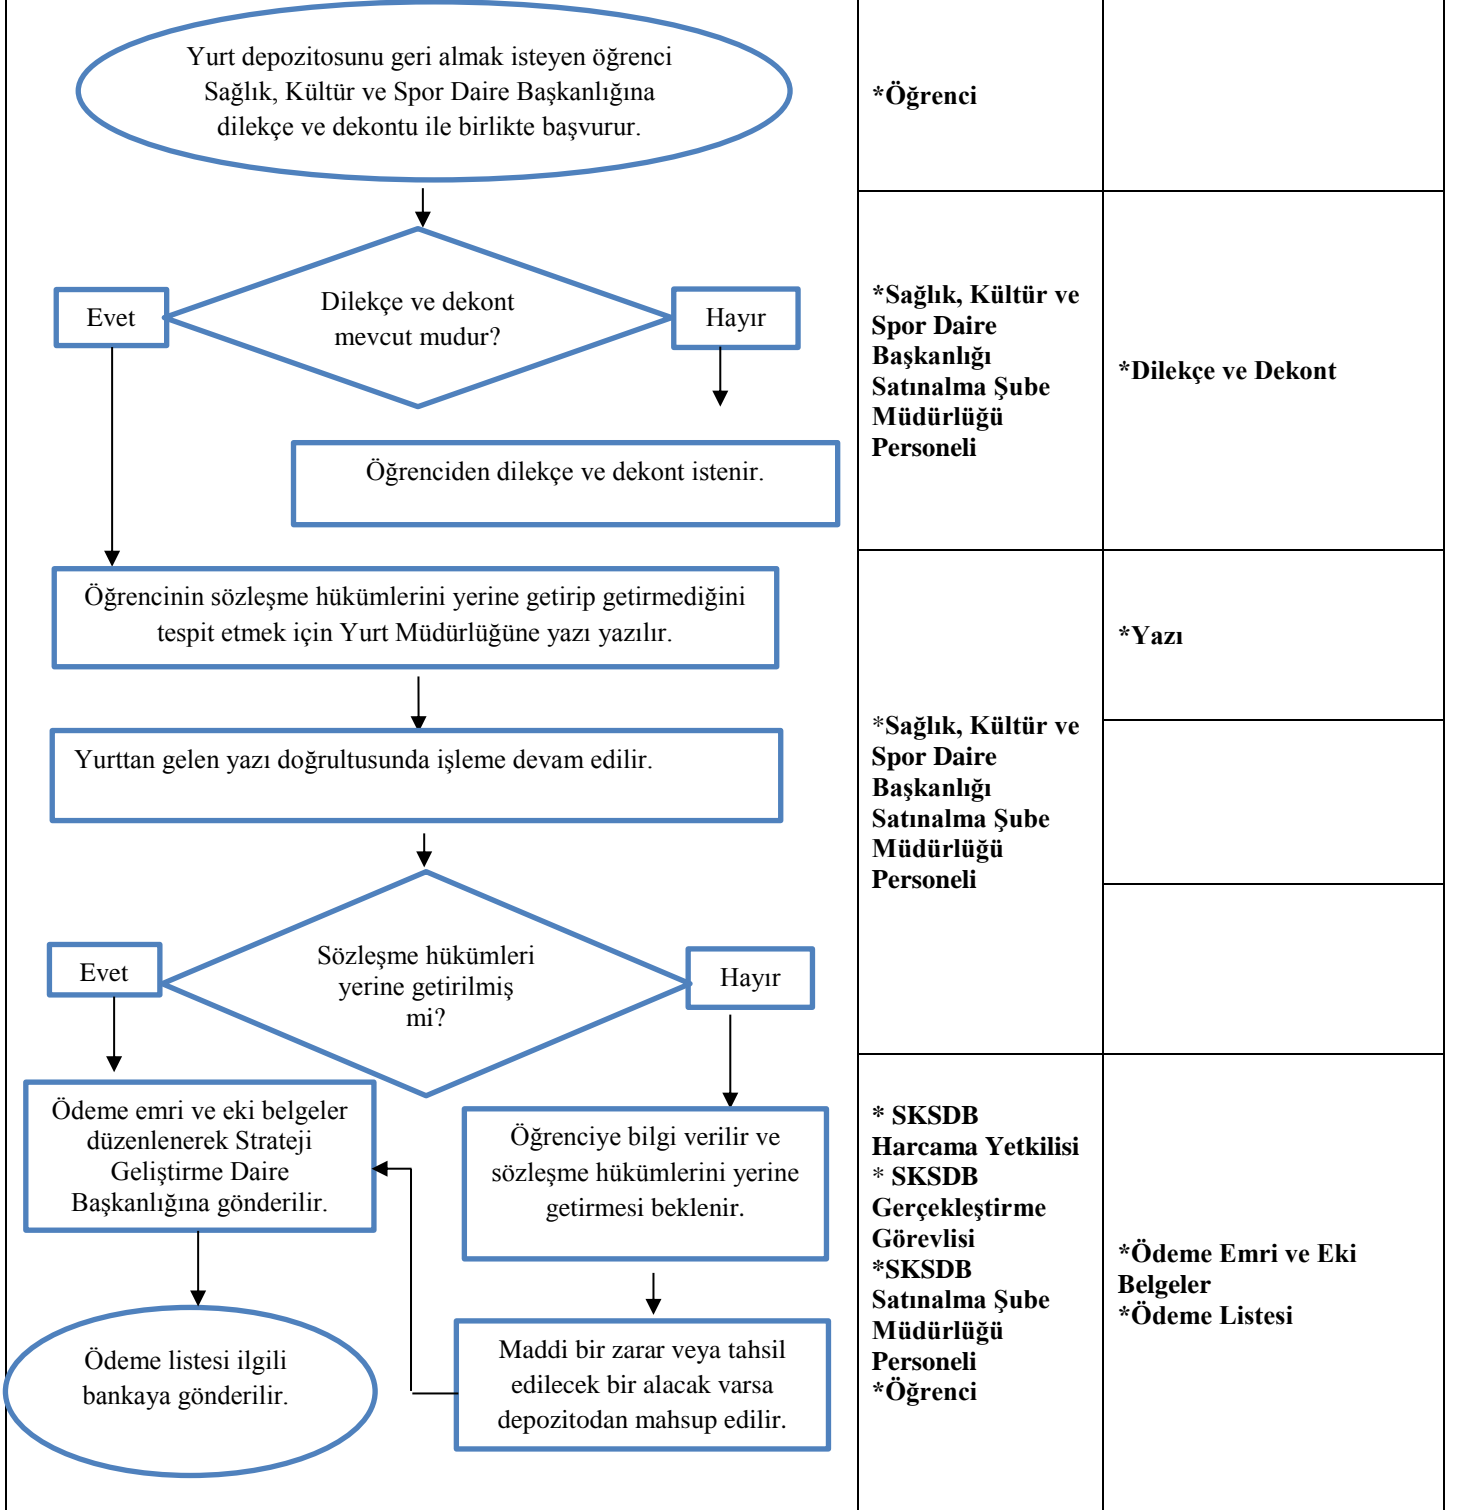 Yurt depozitosunu geri almak isteyen öğrenci
Sağlık, Kültür ve Spor Daire Başkanlığına
dilekçe ve dekontu ile birlikte başvurur.
*Öğrenci
Evet
Dilekçe ve dekont
mevcut mudur?
Hayır
*Sağlık, Kültür ve
Spor Daire
Başkanlığı
Satınalma Şube
Müdürlüğü
Personeli
*Dilekçe ve Dekont
Öğrenciden dilekçe ve dekont istenir.
Öğrencinin sözleşme hükümlerini yerine getirip getirmediğini
tespit etmek için Yurt Müdürlüğüne yazı yazılır.
*Yazı
Yurttan gelen yazı doğrultusunda işleme devam edilir.
*Sağlık, Kültür ve
Spor Daire
Başkanlığı
Satınalma Şube
Müdürlüğü
Personeli
Evet
Sözleşme hükümleri
yerine getirilmiş
mi?
Hayır
Ödeme emri ve eki belgeler
düzenlenerek Strateji
Geliştirme Daire
Başkanlığına gönderilir.
Öğrenciye bilgi verilir ve
sözleşme hükümlerini yerine
getirmesi beklenir.
Ödeme listesi ilgili
bankaya gönderilir.
Maddi bir zarar veya tahsil
edilecek bir alacak varsa
depozitodan mahsup edilir.
* SKSDB
Harcama Yetkilisi
* SKSDB
Gerçekleştirme
Görevlisi
*SKSDB
Satınalma Şube
Müdürlüğü
Personeli
*Öğrenci
*Ödeme Emri ve Eki
Belgeler
*Ödeme Listesi